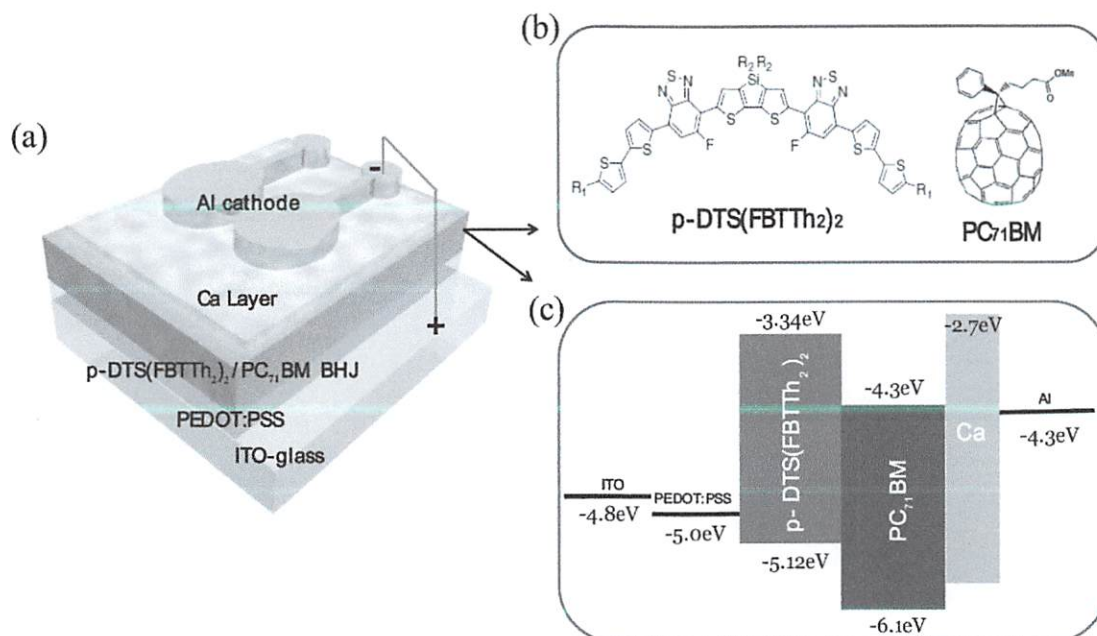 (a)
-
Al cathode
Ca Layer
+
p-DTS(FBTTh₂)₂/PC₇₁BM BHJ
PEDOT:PSS
ITO-glass
(b)
R₂ R₂
Si
N S N
N S N
S S
F F
S S
S S
R₁ R₁
OMe
O
p-DTS(FBTTh₂)₂
PC₇₁BM
(c)
-3.34eV
-2.7eV
-4.3eV
Al
-4.3eV
Ca
p-DTS(FBTTh₂)₂
PC₇₁BM
ITO
-4.8eV
PEDOT:PSS
-5.0eV
-5.12eV
-6.1eV